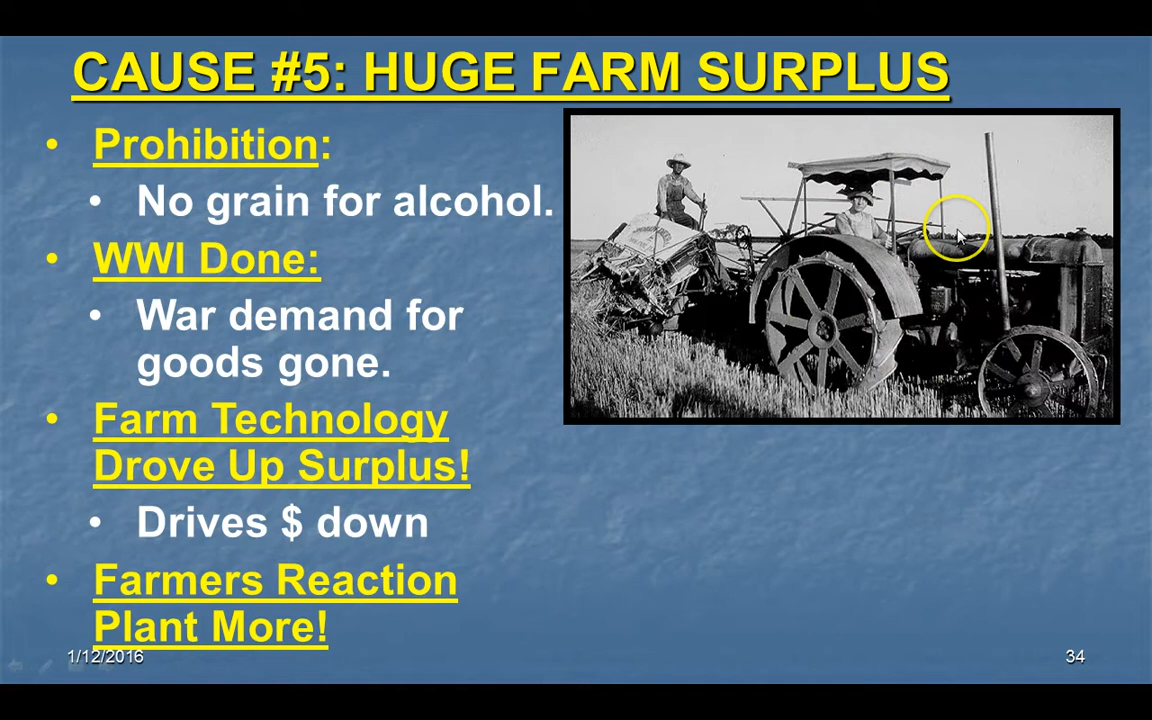 CAUSE #5: HUGE FARM SURPLUS
• Prohibition:
• No grain for alcohol.
• WWI Done:
• War demand for
goods gone.
• Farm Technology
Drove Up Surplus!
• Drives $ down
• Farmers Reaction
Plant More!
1/12/2016
34